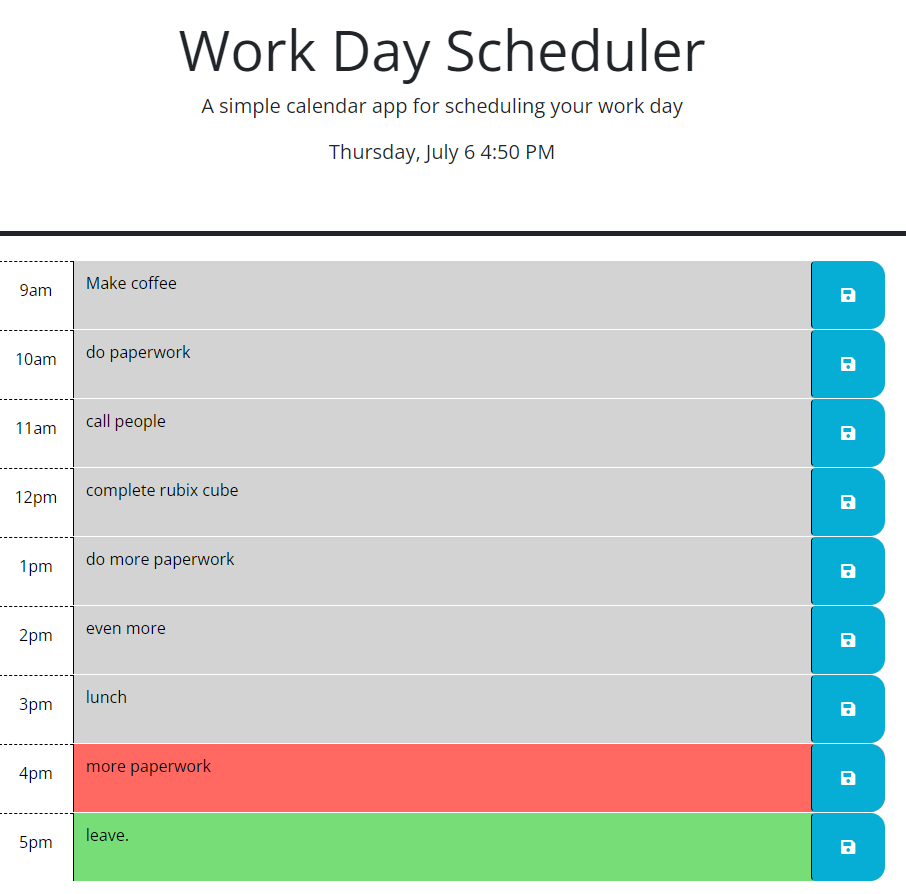 Work Day Scheduler
A simple calendar app for scheduling your work day
Thursday, July 6 4:50 PM
9am Make coffee
10am do paperwork
11am call people
12pm complete rubix cube
1pm do more paperwork
2pm even more
3pm lunch
4pm more paperwork
5pm leave.